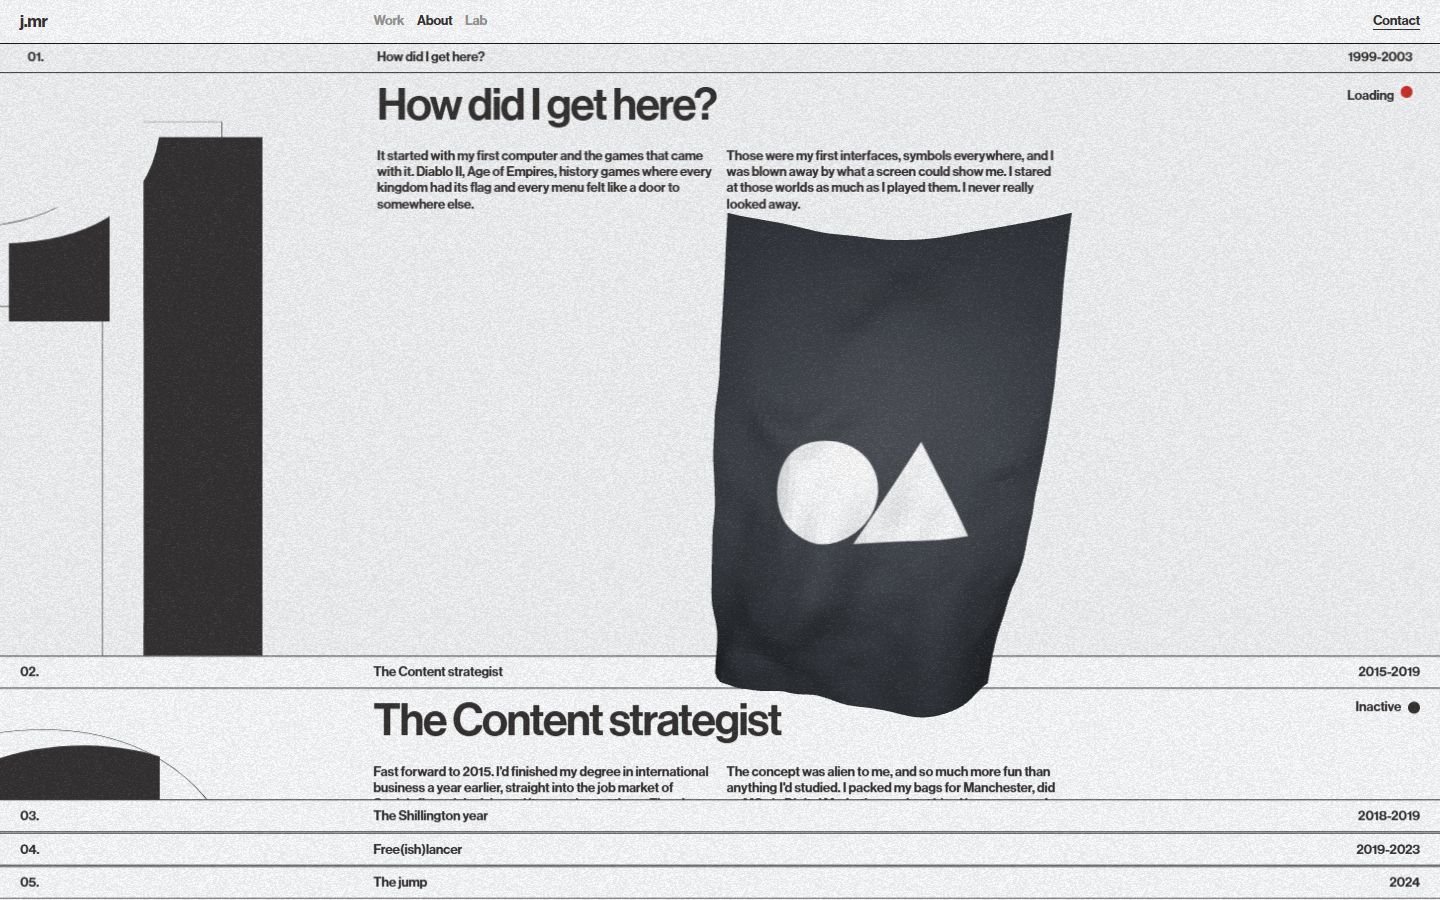 j.mr
Work About Lab
Contact
01.
How did I get here?
1999-2003
How did I get here?
Loading
It started with my first computer and the games that came
with it. Diablo II, Age of Empires, history games where every
kingdom had its flag and every menu felt like a door to
somewhere else.
Those were my first interfaces, symbols everywhere, and I
was blown away by what a screen could show me. I stared
at those worlds as much as I played them. I never really
looked away.
1
02.
The Content strategist
2015-2019
The Content strategist
Inactive
Fast forward to 2015. I'd finished my degree in international
business a year earlier, straight into the job market of
The concept was alien to me, and so much more fun than
anything I'd studied. I packed my bags for Manchester, did
03.
The Shillington year
2018-2019
04.
Free(ish)lancer
2019-2023
05.
The jump
2024